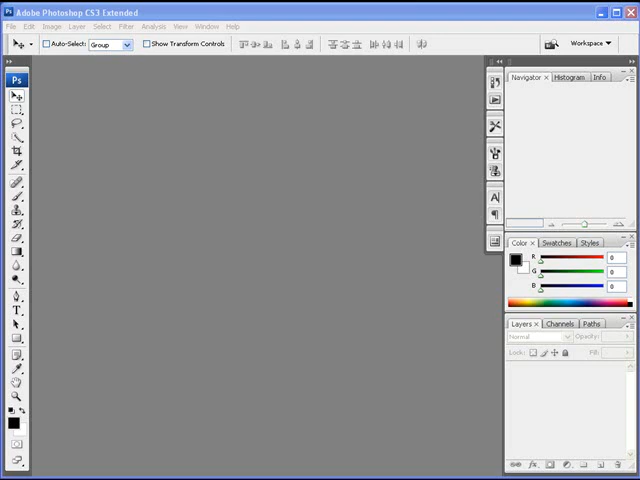 Ps Adobe Photoshop CS3 Extended
File Edit Image Layer Select Filter Analysis View Window Help
Auto-Select: Group Show Transform Controls Workspace
Ps
Navigator × Histogram Info
A
¶
Color × Swatches Styles
R 0
G 0
B 0
Layers × Channels Paths
Normal Opacity:
Lock: Fill:
T
fx